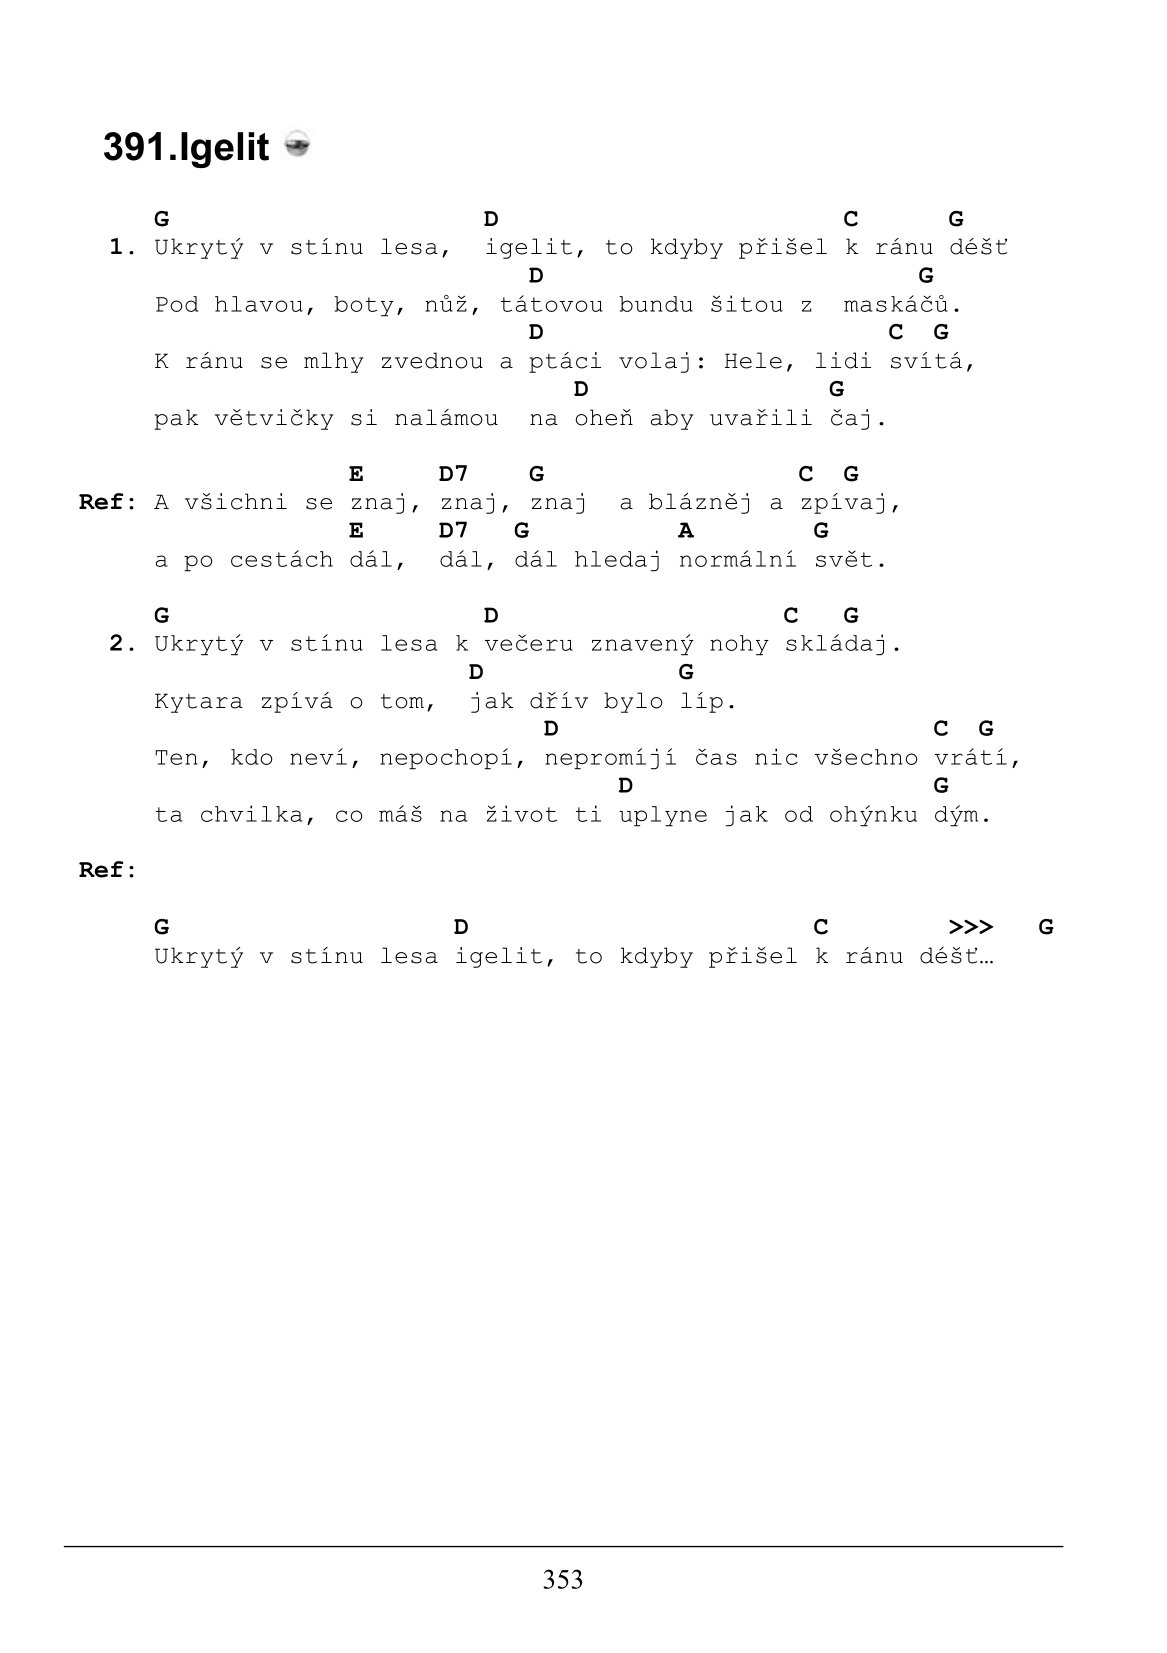 391.Igelit
G D C G
1. Ukrytý v stínu lesa, igelit, to kdyby přišel k ránu déšť
D G
Pod hlavou, boty, nůž, tátovou bundu šitou z maskáčů.
D C G
K ránu se mlhy zvednou a ptáci volaj: Hele, lidi svítá,
D G
pak větvičky si nalámou na oheň aby uvařili čaj.
E D7 G C G
Ref: A všichni se znaj, znaj, znaj a blázněj a zpívaj,
E D7 G A G
a po cestách dál, dál, dál hledaj normální svět.
G D C G
2. Ukrytý v stínu lesa k večeru znavený nohy skládaj.
D G
Kytara zpívá o tom, jak dřív bylo líp.
D C G
Ten, kdo neví, nepochopí, nepromíjí čas nic všechno vrátí,
D G
ta chvilka, co máš na život ti uplyne jak od ohýnku dým.
Ref:
G D C >>> G
Ukrytý v stínu lesa igelit, to kdyby přišel k ránu déšť…
353